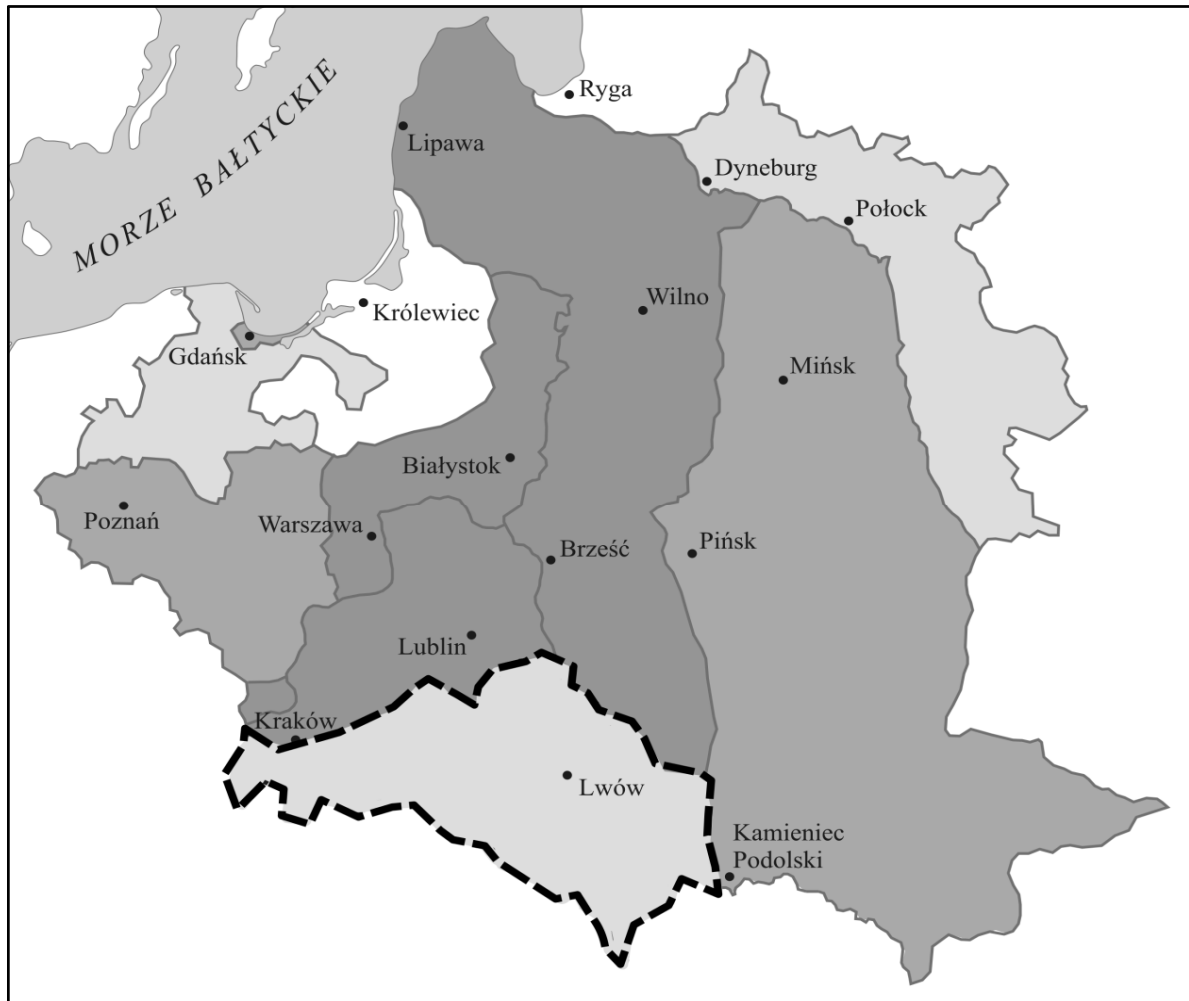 Ryga
Lipawa
MORZE BAŁTYCKIE
Dyneburg
Połock
Wilno
Królewiec
Gdańsk
Mińsk
Białystok
Poznań
Warszawa
Brześć
Pińsk
Lublin
Kraków
Lwów
Kamieniec
Podolski